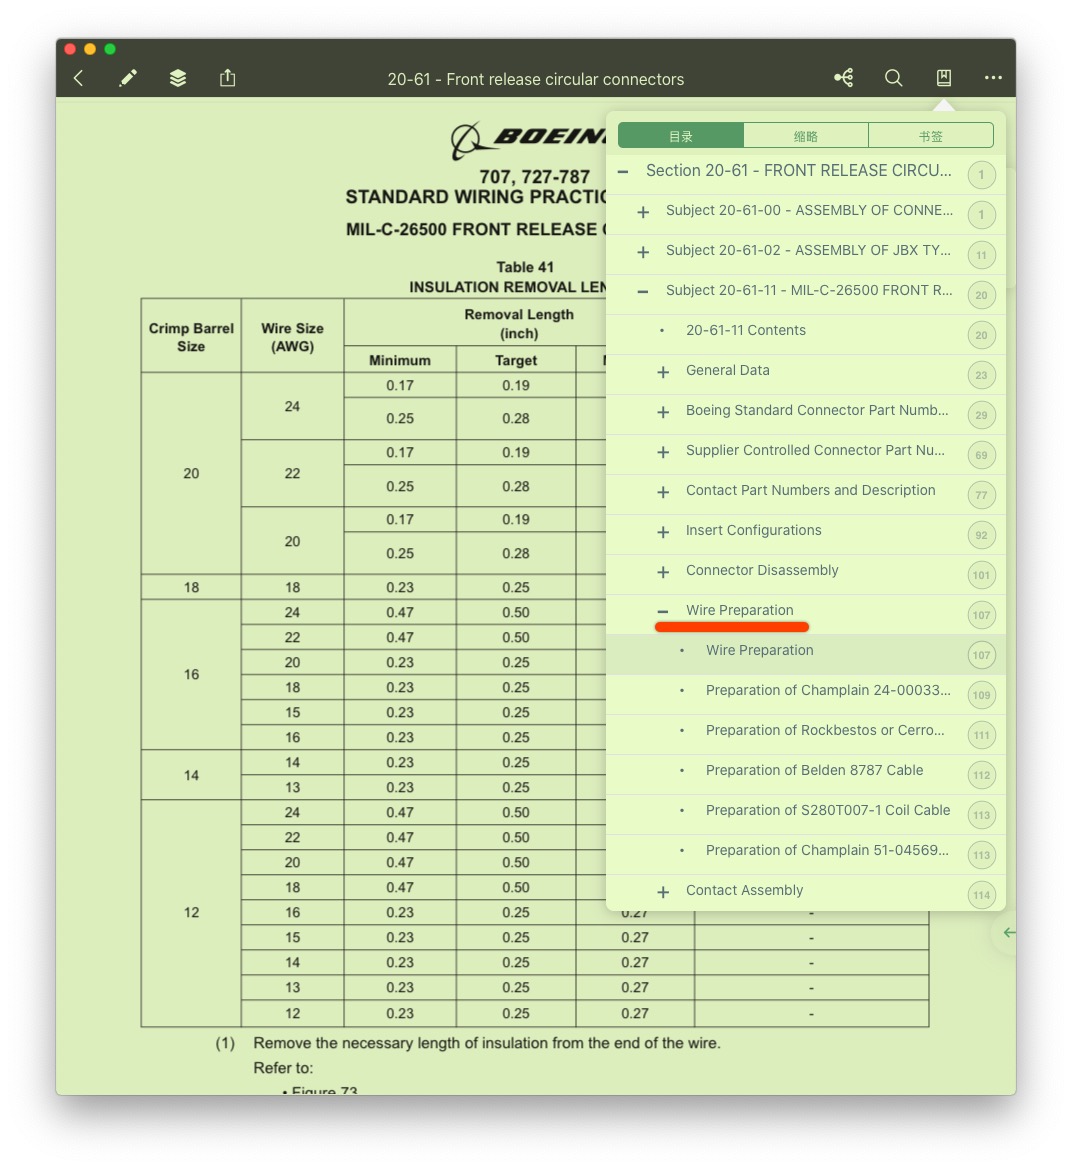 20-61 - Front release circular connectors
BOEIN
707, 727-787
STANDARD WIRING PRACTIC
MIL-C-26500 FRONT RELEASE
Table 41
INSULATION REMOVAL LEN
Crimp Barrel Size Wire Size (AWG) Removal Length (inch)
Minimum Target
20 24 0.17 0.19
0.25 0.28
22 0.17 0.19
0.25 0.28
20 0.17 0.19
0.25 0.28
18 18 0.23 0.25
16 24 0.47 0.50
22 0.47 0.50
20 0.23 0.25
18 0.23 0.25
15 0.23 0.25
16 0.23 0.25
14 14 0.23 0.25
13 0.23 0.25
12 24 0.47 0.50
22 0.47 0.50
20 0.47 0.50
18 0.47 0.50
16 0.23 0.25 0.27 -
15 0.23 0.25 0.27 -
14 0.23 0.25 0.27 -
13 0.23 0.25 0.27 -
12 0.23 0.25 0.27 -
(1) Remove the necessary length of insulation from the end of the wire.
Refer to:
• Figure 73
目录 缩略 书签
− Section 20-61 - FRONT RELEASE CIRCU... 1
+ Subject 20-61-00 - ASSEMBLY OF CONNE... 1
+ Subject 20-61-02 - ASSEMBLY OF JBX TY... 11
− Subject 20-61-11 - MIL-C-26500 FRONT R... 20
• 20-61-11 Contents 20
+ General Data 23
+ Boeing Standard Connector Part Numb... 29
+ Supplier Controlled Connector Part Nu... 69
+ Contact Part Numbers and Description 77
+ Insert Configurations 92
+ Connector Disassembly 101
− Wire Preparation 107
• Wire Preparation 107
• Preparation of Champlain 24-00033... 109
• Preparation of Rockbestos or Cerro... 111
• Preparation of Belden 8787 Cable 112
• Preparation of S280T007-1 Coil Cable 113
• Preparation of Champlain 51-04569... 113
+ Contact Assembly 114